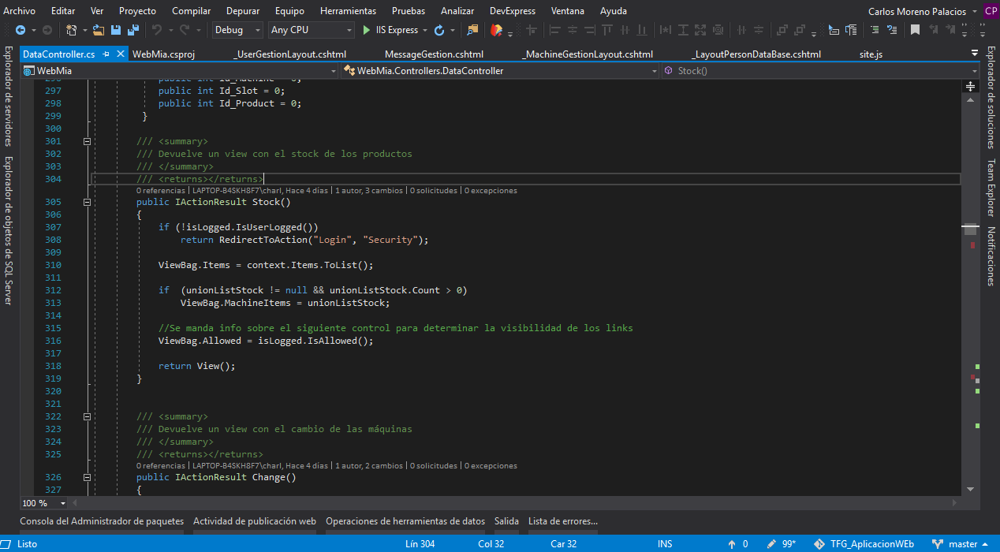 Archivo Editar Ver Proyecto Compilar Depurar Equipo Herramientas Pruebas Analizar DevExpress Ventana Ayuda Carlos Moreno Palacios CP
Debug Any CPU IIS Express
DataController.cs WebMia.csproj _UserGestionLayout.cshtml MessageGestion.cshtml _MachineGestionLayout.cshtml _LayoutPersonDataBase.cshtml site.js
WebMia WebMia.Controllers.DataController Stock()
Explorador de servidores
Explorador de objetos de SQL Server
296 public int Id_Machine = 0;
297 public int Id_Slot = 0;
298 public int Id_Product = 0;
299 }
300
301 /// <summary>
302 /// Devuelve un view con el stock de los productos
303 /// </summary>
304 /// <returns></returns>
0 referencias | LAPTOP-B4SKH8F7\charl, Hace 4 días | 1 autor, 3 cambios | 0 solicitudes | 0 excepciones
305 public IActionResult Stock()
306 {
307 if (!isLogged.IsUserLogged())
308 return RedirectToAction("Login", "Security");
309
310 ViewBag.Items = context.Items.ToList();
311
312 if (unionListStock != null && unionListStock.Count > 0)
313 ViewBag.MachineItems = unionListStock;
314
315 //Se manda info sobre el siguiente control para determinar la visibilidad de los links
316 ViewBag.Allowed = isLogged.IsAllowed();
317
318 return View();
319 }
320
321
322 /// <summary>
323 /// Devuelve un view con el cambio de las máquinas
324 /// </summary>
325 /// <returns></returns>
0 referencias | LAPTOP-B4SKH8F7\charl, Hace 4 días | 1 autor, 2 cambios | 0 solicitudes | 0 excepciones
326 public IActionResult Change()
327 {
Explorador de soluciones
Team Explorer
Notificaciones
100 %
Consola del Administrador de paquetes Actividad de publicación web Operaciones de herramientas de datos Salida Lista de errores...
Listo Lín 304 Col 32 Car 32 INS 0 99* TFG_AplicacionWEb master